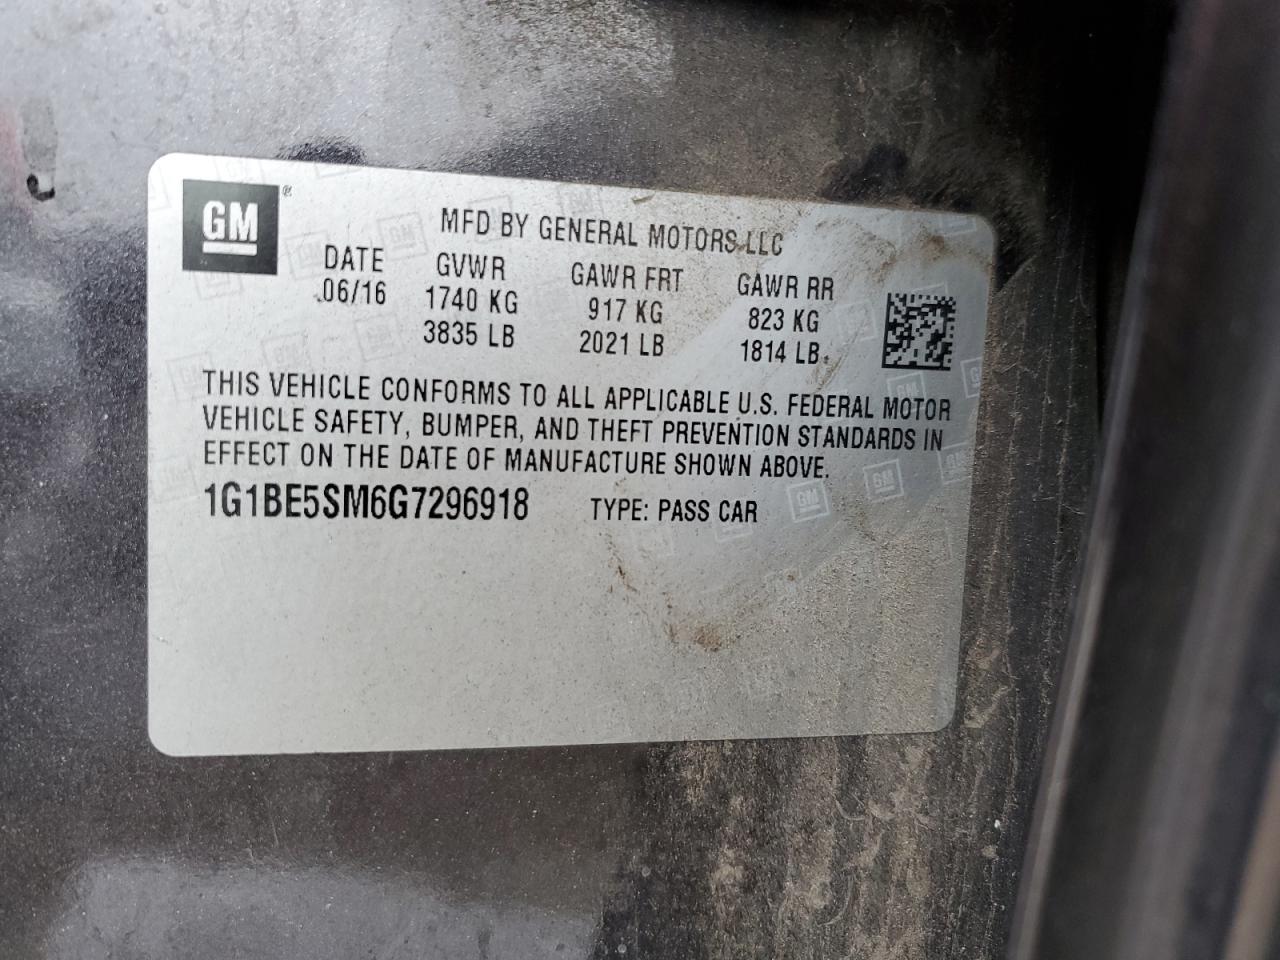 GM ®
MFD BY GENERAL MOTORS LLC
DATE GVWR GAWR FRT GAWR RR
06/16 1740 KG 917 KG 823 KG
3835 LB 2021 LB 1814 LB
THIS VEHICLE CONFORMS TO ALL APPLICABLE U.S. FEDERAL MOTOR
VEHICLE SAFETY, BUMPER, AND THEFT PREVENTION STANDARDS IN
EFFECT ON THE DATE OF MANUFACTURE SHOWN ABOVE.
1G1BE5SM6G7296918 TYPE: PASS CAR